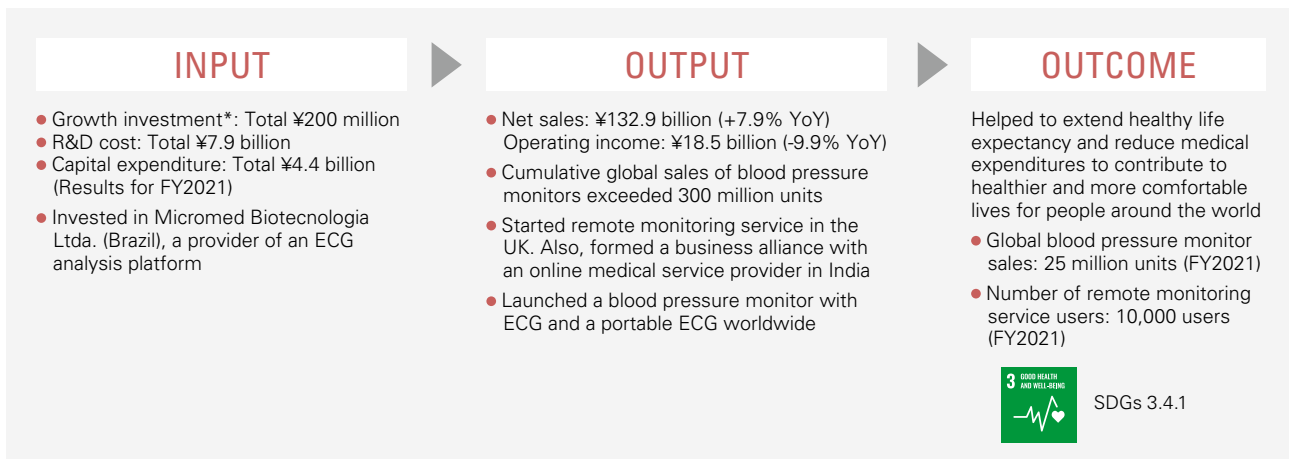 INPUT
● Growth investment*: Total ¥200 million
● R&D cost: Total ¥7.9 billion
● Capital expenditure: Total ¥4.4 billion
(Results for FY2021)
● Invested in Micromed Biotecnologia
Ltda. (Brazil), a provider of an ECG
analysis platform
OUTPUT
● Net sales: ¥132.9 billion (+7.9% YoY)
Operating income: ¥18.5 billion (-9.9% YoY)
● Cumulative global sales of blood pressure
monitors exceeded 300 million units
● Started remote monitoring service in the
UK. Also, formed a business alliance with
an online medical service provider in India
● Launched a blood pressure monitor with
ECG and a portable ECG worldwide
OUTCOME
Helped to extend healthy life
expectancy and reduce medical
expenditures to contribute to
healthier and more comfortable
lives for people around the world
● Global blood pressure monitor
sales: 25 million units (FY2021)
● Number of remote monitoring
service users: 10,000 users
(FY2021)
3 GOOD HEALTH
AND WELL-BEING
SDGs 3.4.1